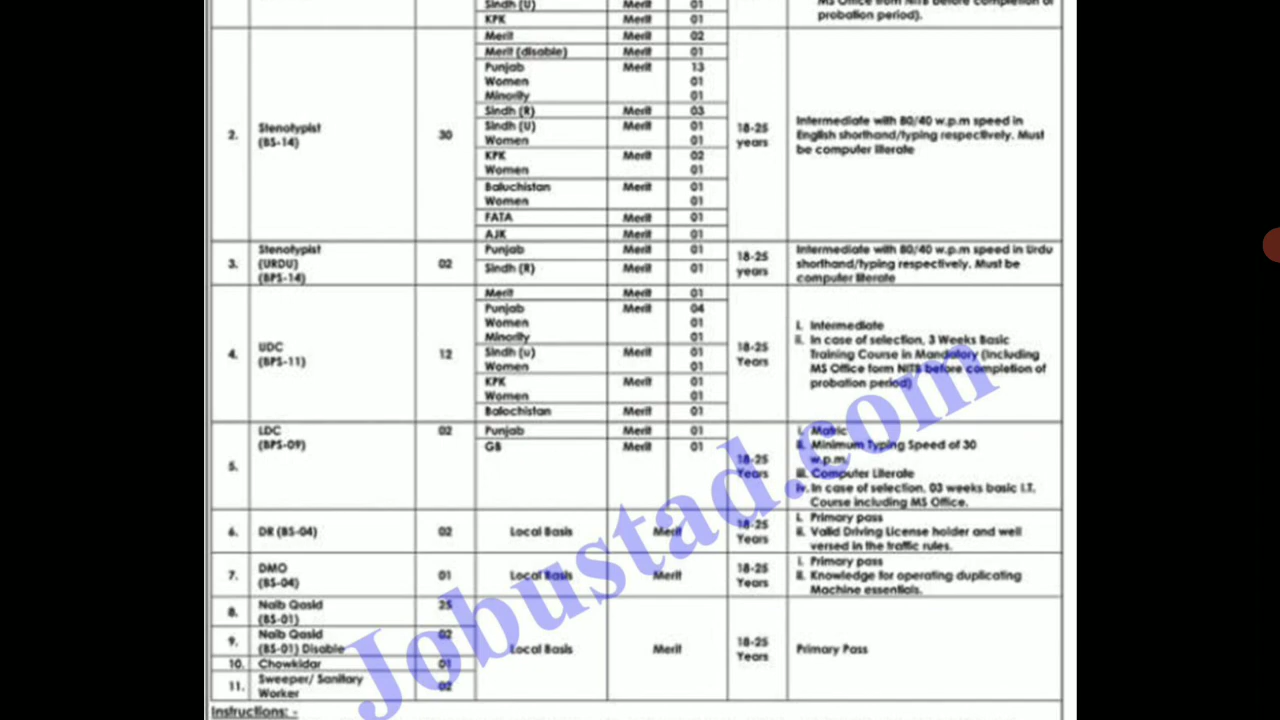 Sindh (U) Merit 01
KPK Merit 01
MS Office from NITB before completion of
probation period).
2. Stenotypist
(BS-14)
30
Merit Merit 02
Merit (disable) Merit 01
Punjab Merit 13
Women 01
Minority 01
Sindh (R) Merit 03
Sindh (U) Merit 01
Women 01
KPK Merit 02
Women 01
Baluchistan Merit 01
Women 01
FATA Merit 01
AJK Merit 01
18-25
years
Intermediate with 80/40 w.p.m speed in
English shorthand/typing respectively. Must
be computer literate
3. Stenotypist
(URDU)
(BPS-14)
02
Punjab Merit 01
Sindh (R) Merit 01
18-25
years
Intermediate with 80/40 w.p.m speed in Urdu
shorthand/typing respectively. Must be
computer literate
4. UDC
(BPS-11)
12
Merit Merit 01
Punjab Merit 04
Women 01
Minority 01
Sindh (u) Merit 01
Women 01
KPK Merit 01
Women 01
Balochistan Merit 01
18-25
Years
i. Intermediate
ii. In case of selection, 3 Weeks Basic
Training Course in Mandatory (Including
MS Office form NITB before completion of
probation period)
5. LDC
(BPS-09)
02
Punjab Merit 01
GB Merit 01
18-25
Years
i. Matric
ii. Minimum Typing Speed of 30
w.p.m.
iii. Computer Literate
iv. In case of selection, 03 weeks basic I.T.
Course including MS Office.
6. DR (BS-04) 02 Local Basis Merit
18-25
Years
i. Primary pass
ii. Valid Driving License holder and well
versed in the traffic rules.
7. DMO
(BS-04)
01 Local Basis Merit
18-25
Years
i. Primary pass
ii. Knowledge for operating duplicating
Machine essentials.
8. Naib Qasid
(BS-01)
25
9. Naib Qasid
(BS-01) Disable
02
10. Chowkidar 01
11. Sweeper/ Sanitary
Worker
02
Local Basis Merit
18-25
Years
Primary Pass
Instructions: -
Jobustad.com